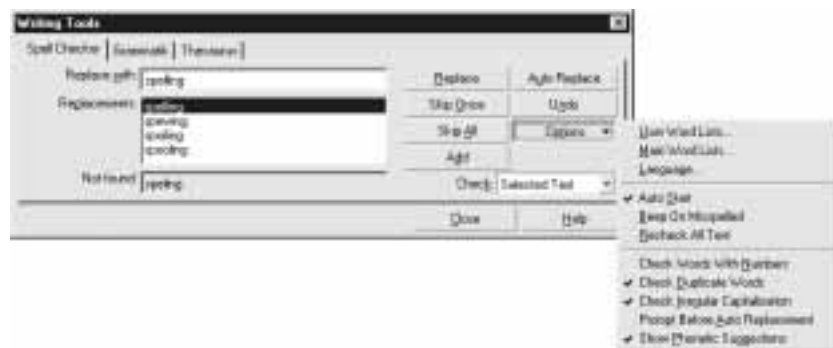 Writing Tools
Spell Checker Grammatik Thesaurus
Replace with: spelling
Replacements: spelling
spewing
spieling
spooling
Not found: speling
Replace Auto Replace
Skip Once Undo
Skip All Options
Add
Check: Selected Text
Close Help
User Word Lists...
Main Word Lists...
Language...
Auto Start
Beep On Misspelled
Recheck All Text
Check Words With Numbers
Check Duplicate Words
Check Irregular Capitalization
Prompt Before Auto Replacement
Show Phonetic Suggestions